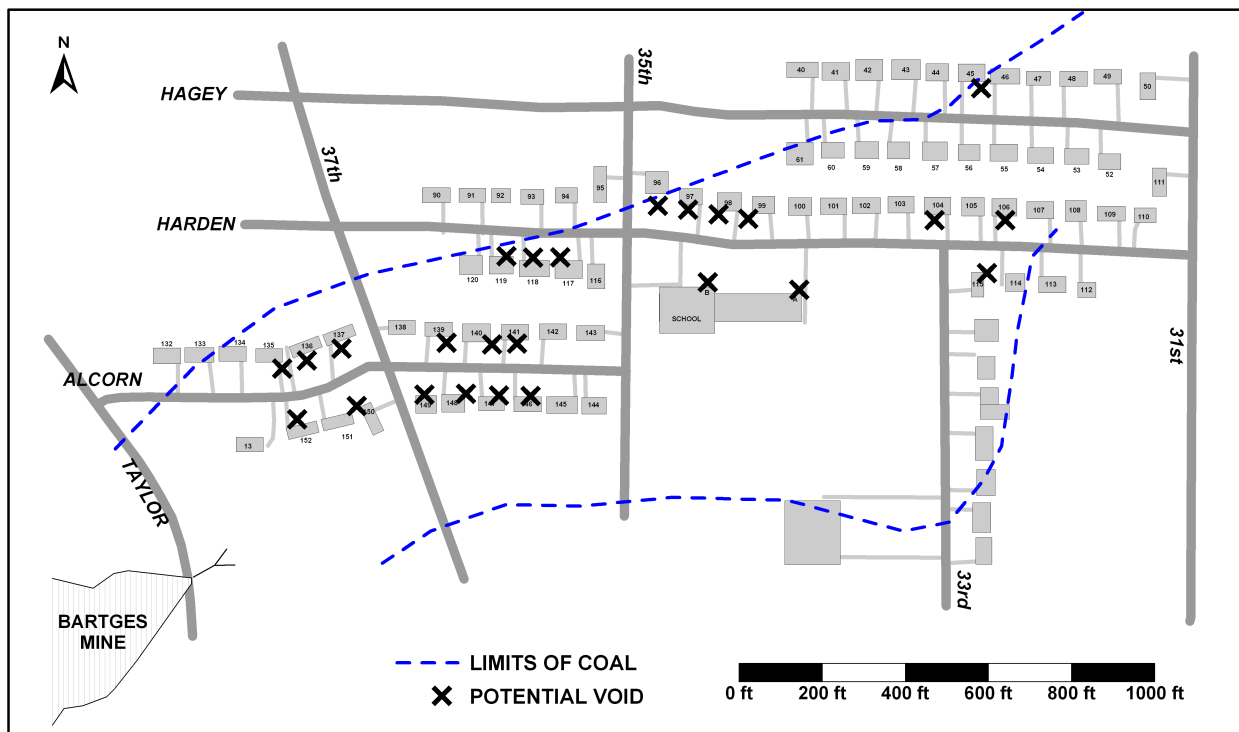 N
HAGEY
35th
40 41 42 43 44 45 46 47 48 49
50
37th
61 60 59 58 57 56 55 54 53 52
111
90 91 92 93 94
95
96 97 98 99 100 101 102 103 104 105 106 107 108 109 110
HARDEN
120 119 118 117 116
B A
115 114 113 112
SCHOOL
31st
132 133 134 135 136 137 138 139 140 141 142 143
ALCORN
149 148 147 146 145 144
150
13 152 151
TAYLOR
33rd
BARTGES
MINE
LIMITS OF COAL
POTENTIAL VOID
0 ft 200 ft 400 ft 600 ft 800 ft 1000 ft